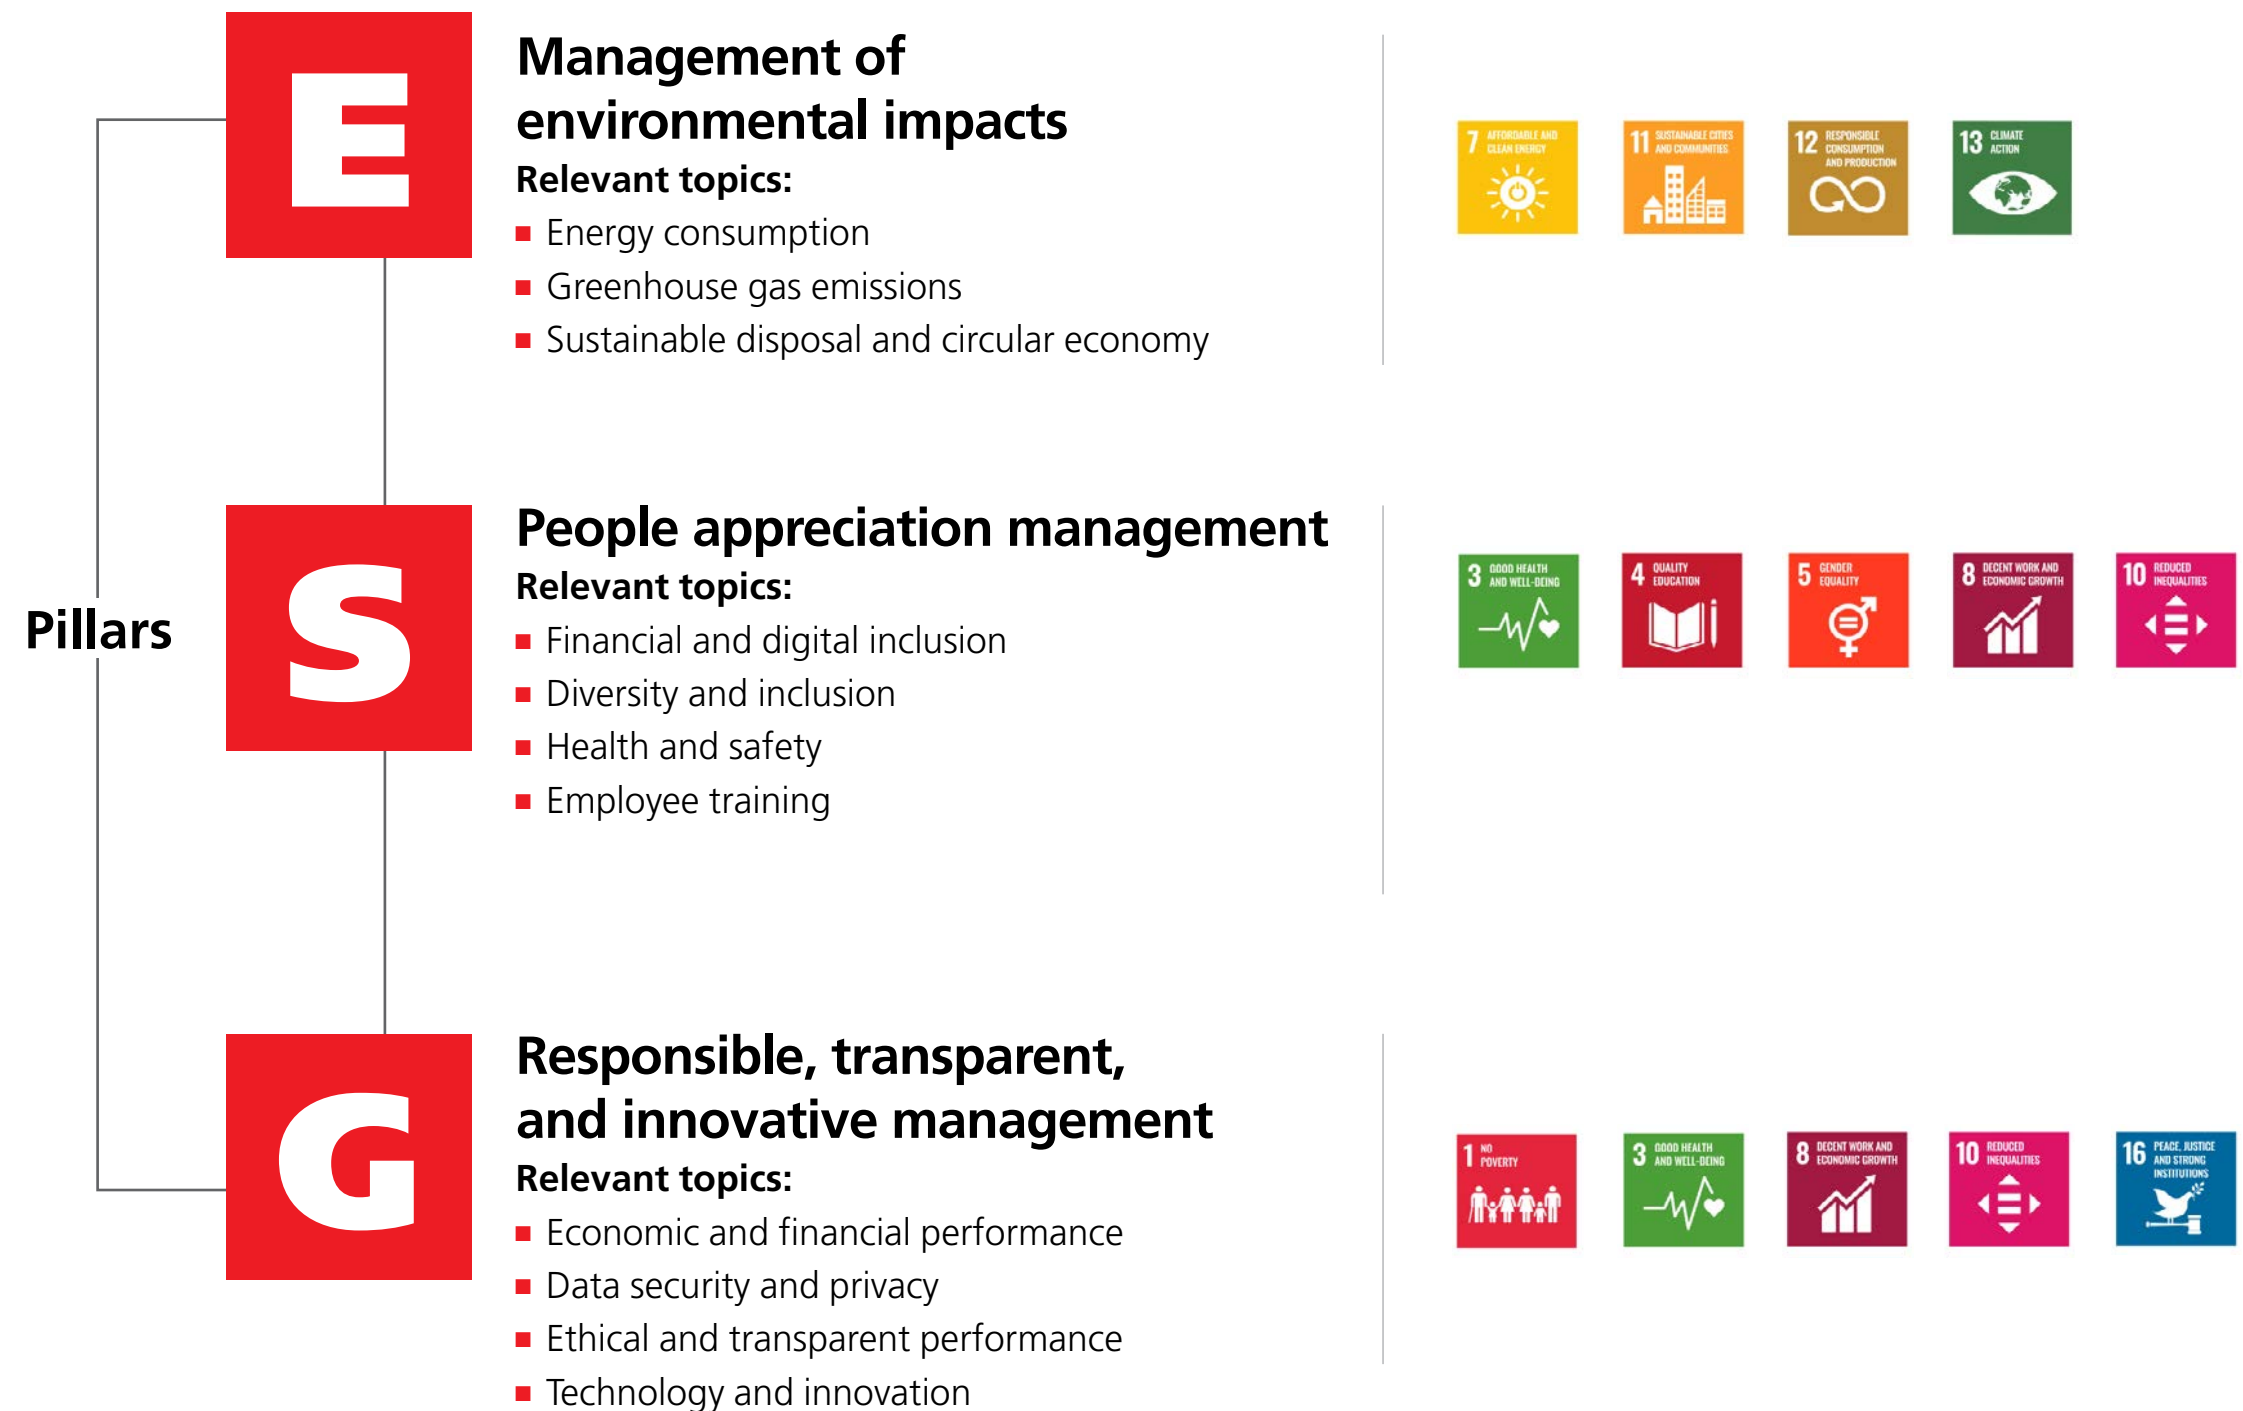 Pillars
E
Management of
environmental impacts
Relevant topics:
Energy consumption
Greenhouse gas emissions
Sustainable disposal and circular economy
7 AFFORDABLE AND
CLEAN ENERGY
11 SUSTAINABLE CITIES
AND COMMUNITIES
12 RESPONSIBLE
CONSUMPTION
AND PRODUCTION
13 CLIMATE
ACTION
S
People appreciation management
Relevant topics:
Financial and digital inclusion
Diversity and inclusion
Health and safety
Employee training
3 GOOD HEALTH
AND WELL-BEING
4 QUALITY
EDUCATION
5 GENDER
EQUALITY
8 DECENT WORK AND
ECONOMIC GROWTH
10 REDUCED
INEQUALITIES
G
Responsible, transparent,
and innovative management
Relevant topics:
Economic and financial performance
Data security and privacy
Ethical and transparent performance
Technology and innovation
1 NO
POVERTY
3 GOOD HEALTH
AND WELL-BEING
8 DECENT WORK AND
ECONOMIC GROWTH
10 REDUCED
INEQUALITIES
16 PEACE, JUSTICE
AND STRONG
INSTITUTIONS